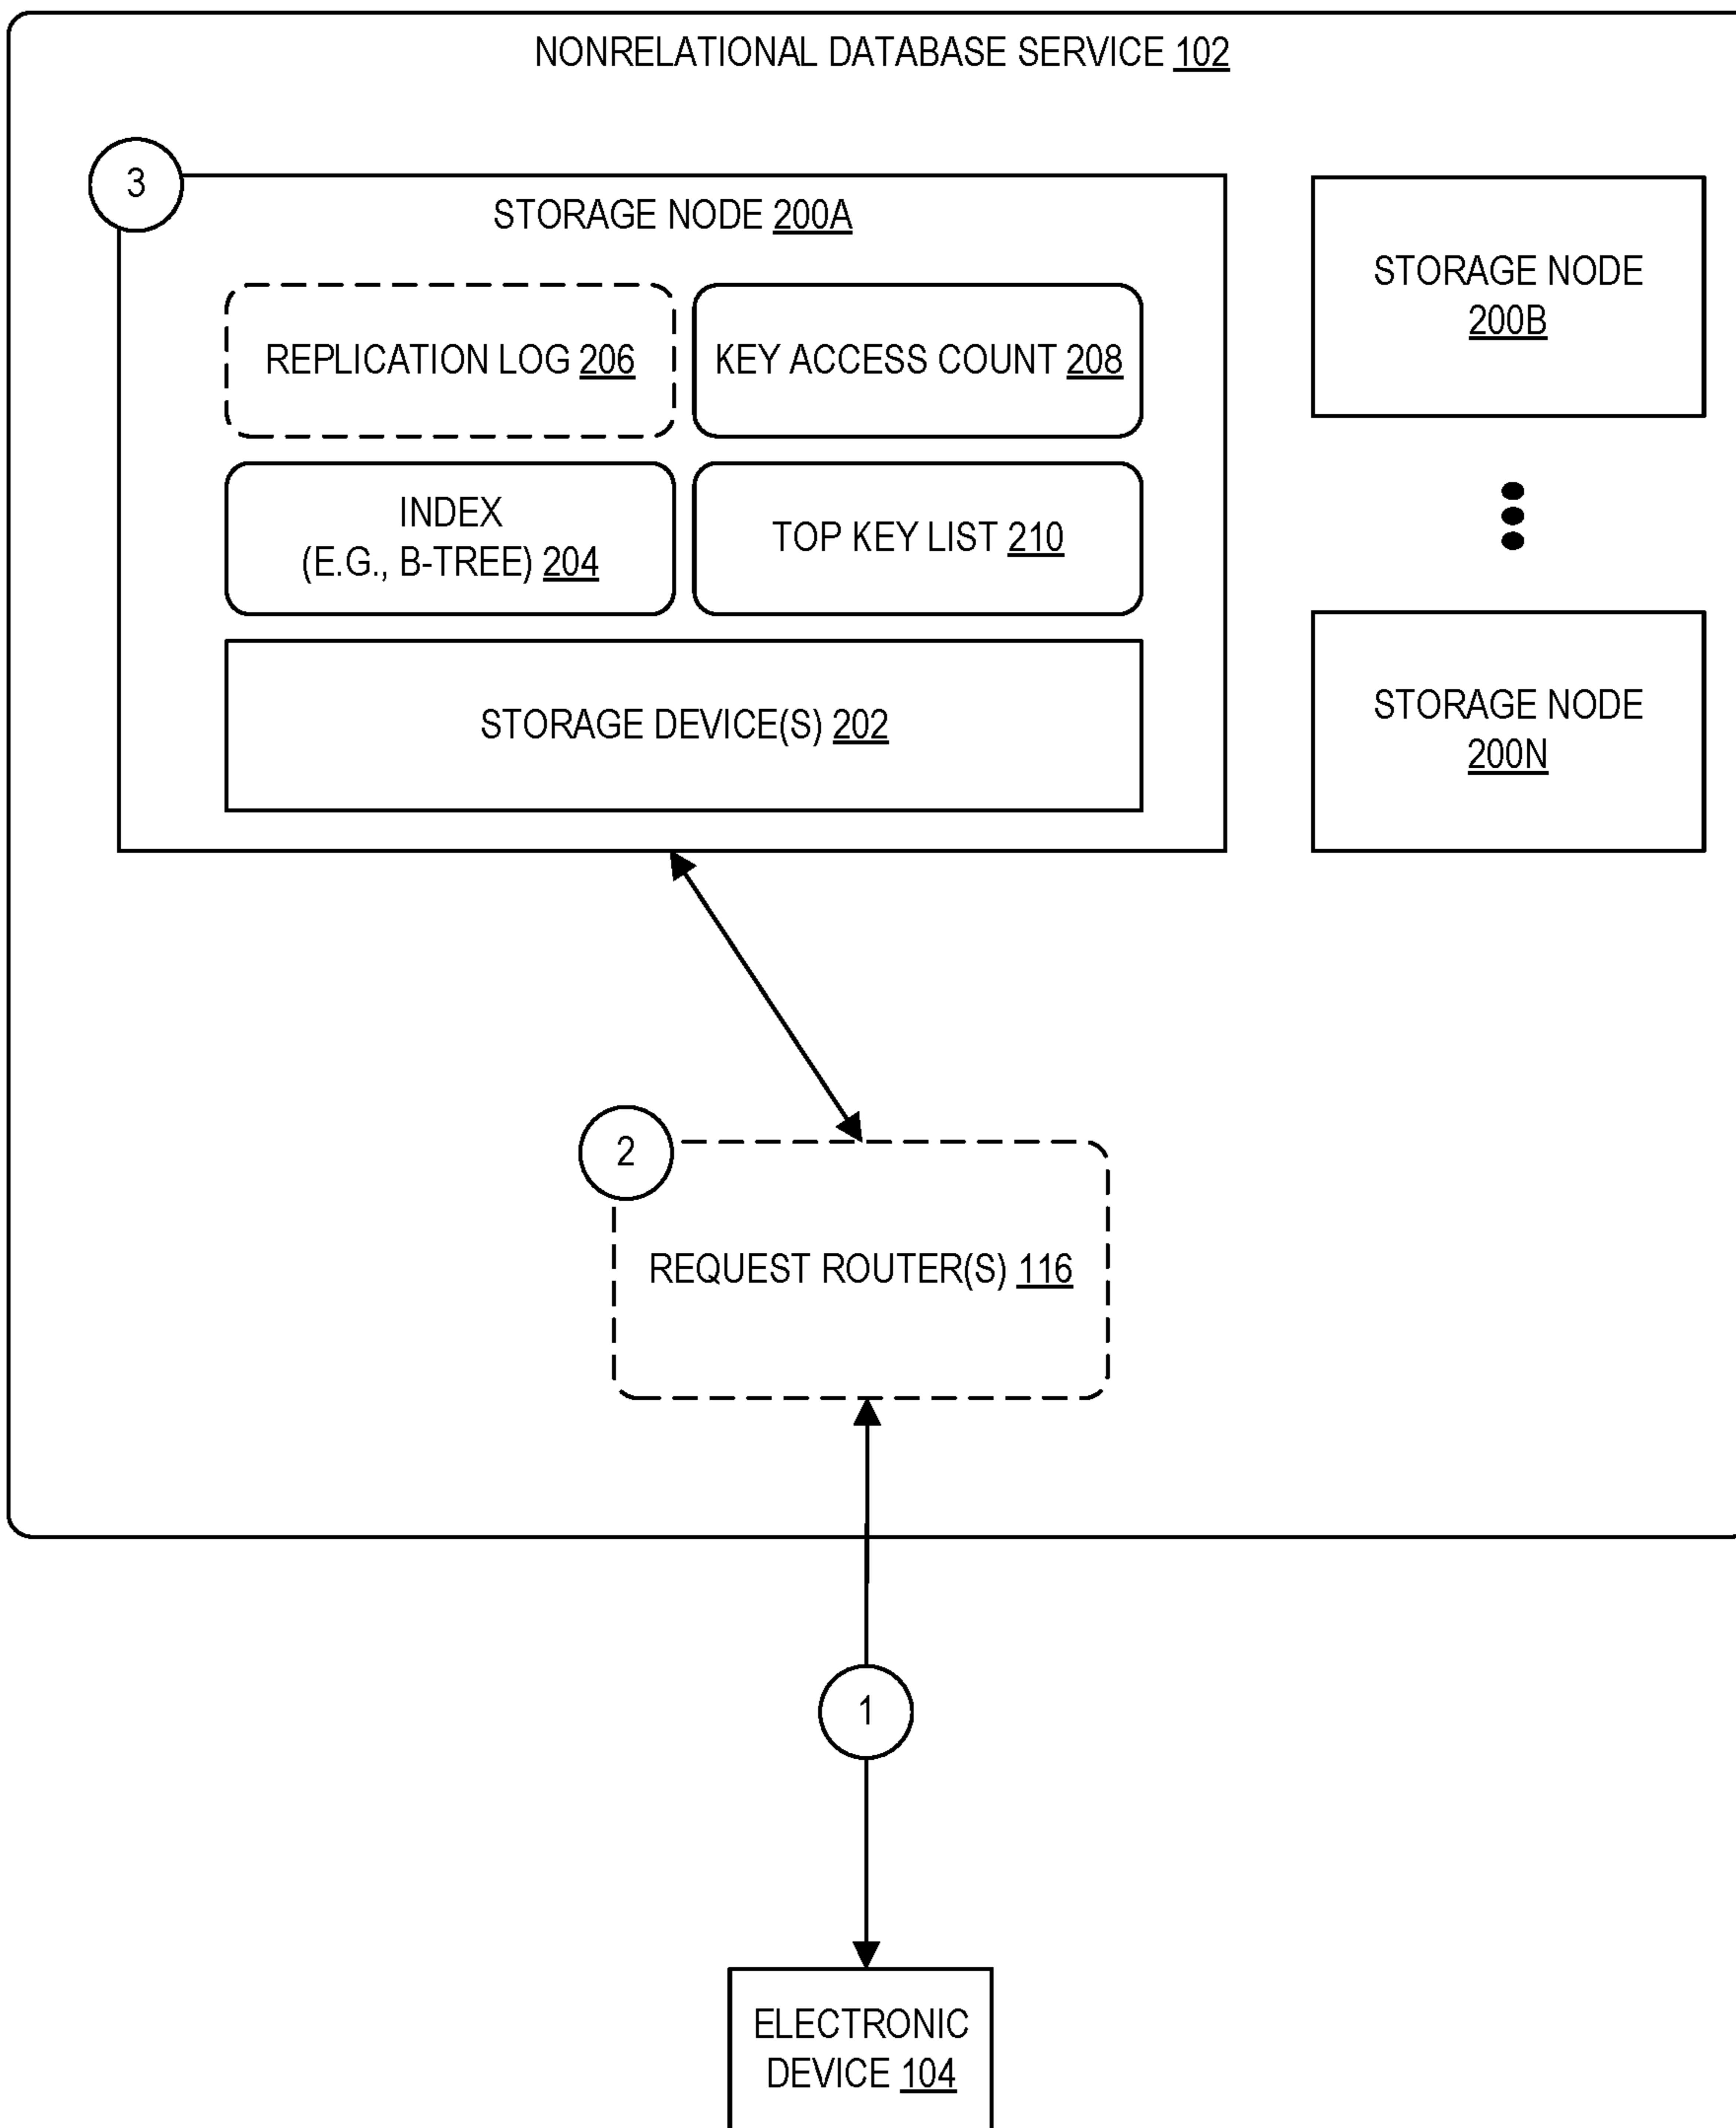 NONRELATIONAL DATABASE SERVICE 102
3
STORAGE NODE 200A
REPLICATION LOG 206
KEY ACCESS COUNT 208
INDEX
(E.G., B-TREE) 204
TOP KEY LIST 210
STORAGE DEVICE(S) 202
STORAGE NODE
200B
STORAGE NODE
200N
2
REQUEST ROUTER(S) 116
1
ELECTRONIC
DEVICE 104